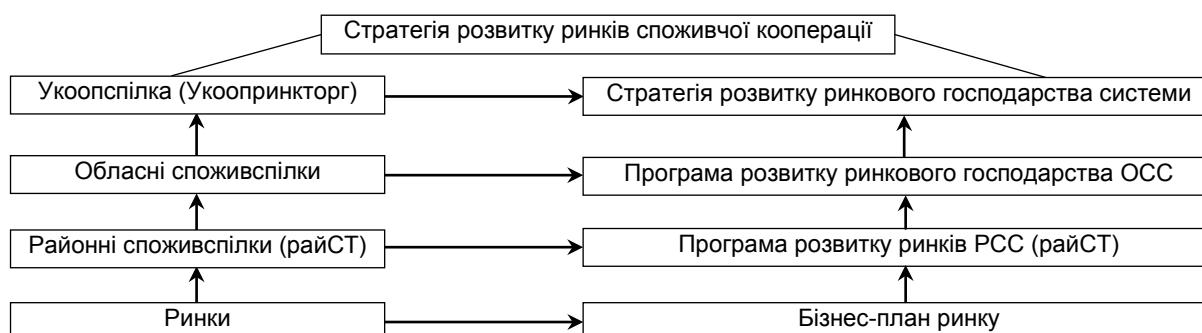 Стратегія розвитку ринків споживчої кооперації
Укоопспілка (Укоопринкторг)
Стратегія розвитку ринкового господарства системи
Обласні споживспілки
Програма розвитку ринкового господарства ОСС
Районні споживспілки (райСТ)
Програма розвитку ринків РСС (райСТ)
Ринки
Бізнес-план ринку